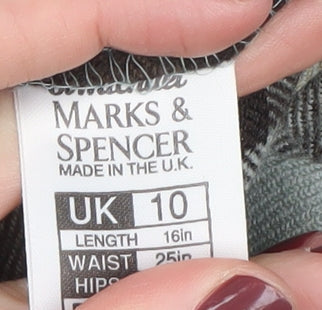 MARKS &
SPENCER
MADE IN THE U.K.
UK 10
LENGTH 16in
WAIST 25in
HIPS